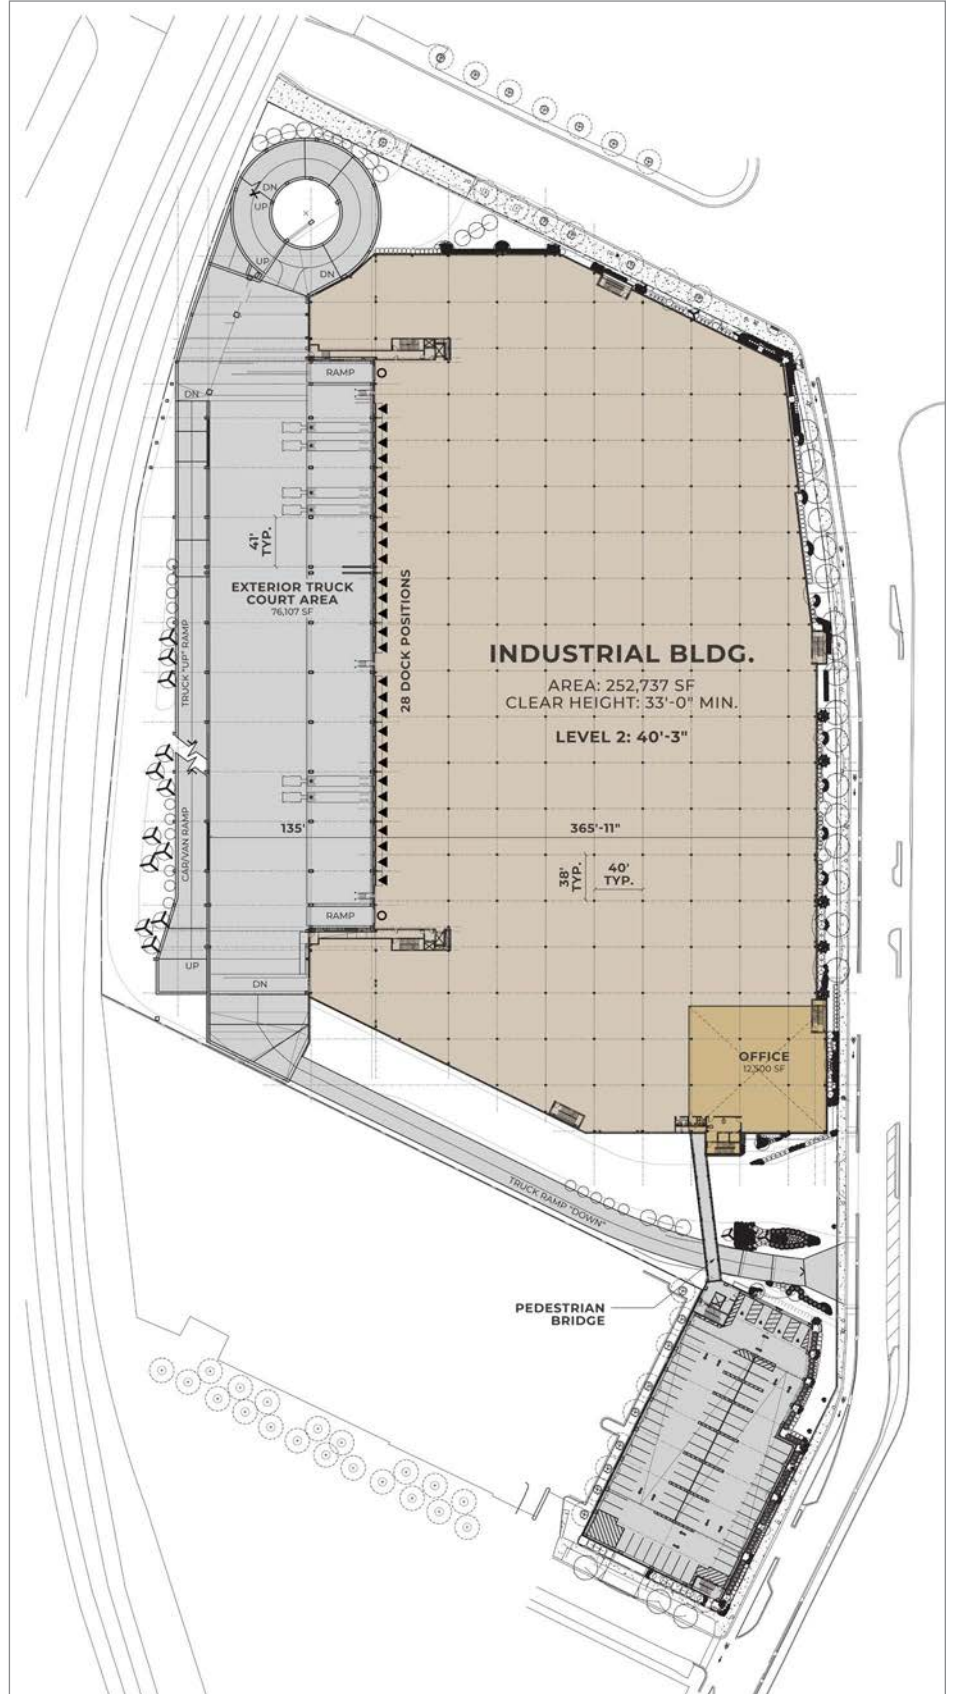 DN
UP
UP
DN
RAMP
DN
41'
TYP.
EXTERIOR TRUCK
COURT AREA
76,107 SF
28 DOCK POSITIONS
TRUCK "UP" RAMP
INDUSTRIAL BLDG.
AREA: 252,737 SF
CLEAR HEIGHT: 33'-0" MIN.
LEVEL 2: 40'-3"
135'
365'-11"
CAR/VAN RAMP
38'
TYP.
40'
TYP.
RAMP
UP
DN
OFFICE
12,500 SF
TRUCK RAMP "DOWN"
PEDESTRIAN
BRIDGE